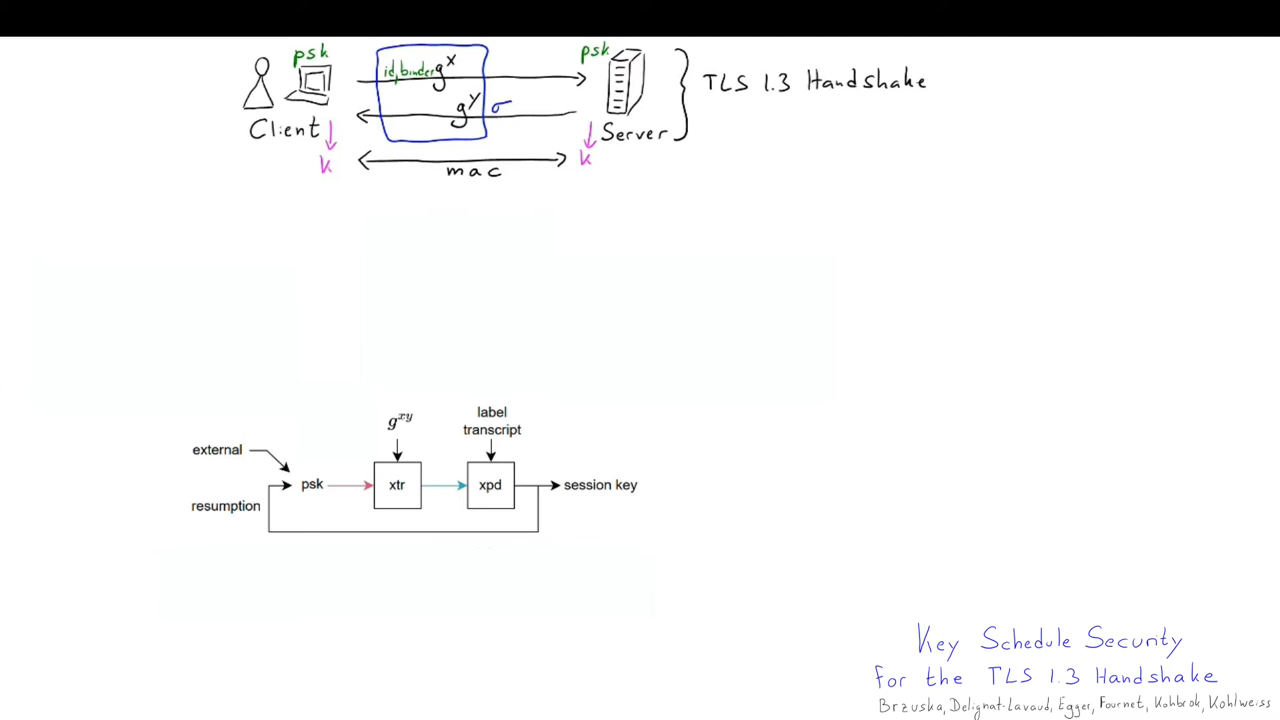 psk
psk
id, binder g^x
TLS 1.3 Handshake
g^y σ
Client
Server
k
k
mac
g^xy
label
transcript
external
psk
xtr
xpd
session key
resumption
Key Schedule Security
for the TLS 1.3 Handshake
Brzuska, Delignat-Lavaud, Egger, Fournet, Kohbrok, Kohlweiss